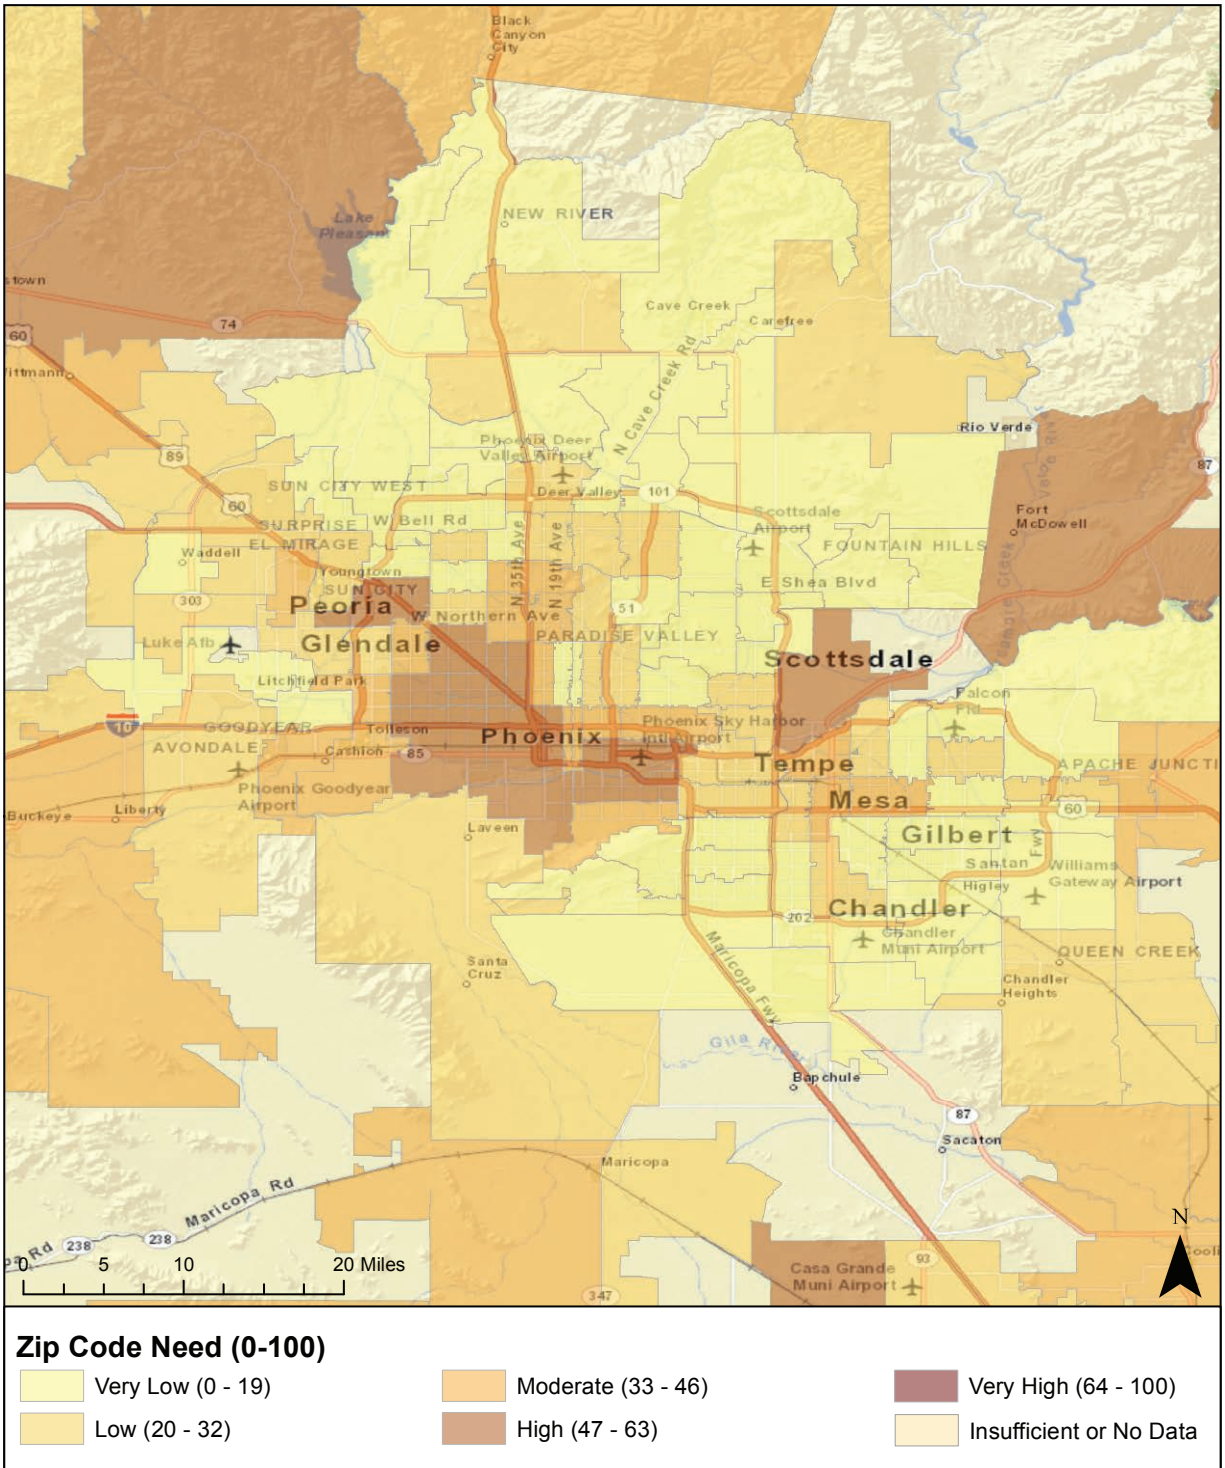 Black
Canyon
City
NEW RIVER
Lake
Pleasant
stown
74
60
Cave Creek
Carefree
ittmann
N Cave Creek Rd
Rio Verde
Phoenix Deer
Valley Airport
89
87
SUN CITY WEST
Deer Valley
101
60
Scottsdale
Airport
Fort
McDowell
SURPRISE
W Bell Rd
EL MIRAGE
FOUNTAIN HILLS
Waddell
N 35th Ave
N 19th Ave
Youngtown
SUN CITY
E Shea Blvd
303
Peoria
51
W Northern Ave
PARADISE VALLEY
Luke Afb
Glendale
Scottsdale
Litchfield Park
Falcon
Fld
10
GOODYEAR
Tolleson
Phoenix
Phoenix Sky Harbor
Intl Airport
AVONDALE
Cashion
85
Tempe
APACHE JUNCTI
Phoenix Goodyear
Airport
Mesa
Buckeye
Liberty
60
Laveen
Gilbert
Fwy
Santan
Williams
Gateway Airport
Higley
Chandler
202
Chandler
Muni Airport
Maricopa Fwy
QUEEN CREEK
Santa
Cruz
Chandler
Heights
Gila River
Bapchule
87
Sacaton
Maricopa
Maricopa Rd
238
238
pa Rd
N
0 5 10 20 Miles
Casa Grande
Muni Airport
93
Cooli
347
Zip Code Need (0-100)
Very Low (0 - 19)
Moderate (33 - 46)
Very High (64 - 100)
Low (20 - 32)
High (47 - 63)
Insufficient or No Data